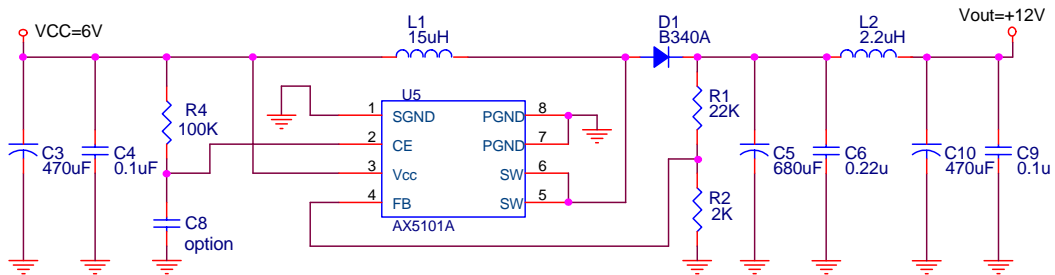 VCC=6V
L1
15uH
D1
B340A
L2
2.2uH
Vout=+12V
R4
100K
C3
470uF
C4
0.1uF
C8
option
U5
1
SGND
2
CE
3
Vcc
4
FB
PGND
8
PGND
7
SW
6
SW
5
AX5101A
R1
22K
R2
2K
C5
680uF
C6
0.22u
C10
470uF
C9
0.1u